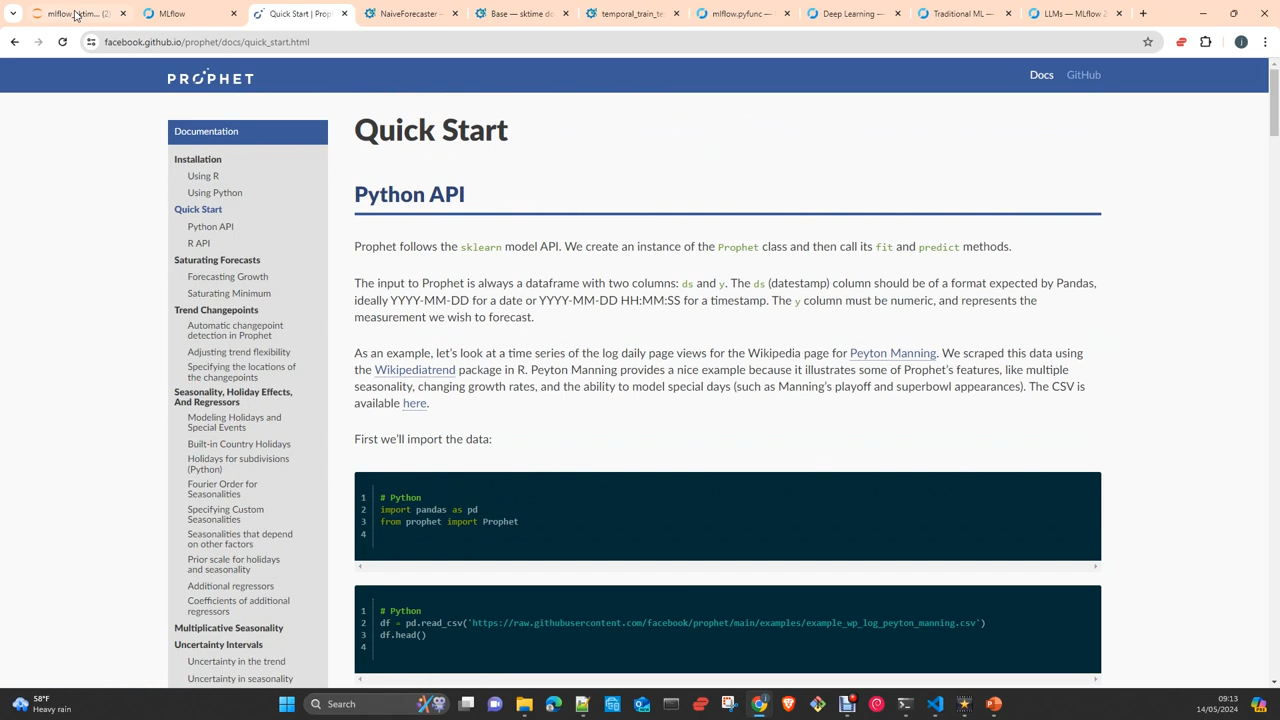 mlflow_sktim... (2)
MLflow
Quick Start | Prop
NaiveForecaster —
Base — sktime do
temporal_train_te
mlflow.pyfunc —
Deep Learning —
Traditional ML —
LLMs — MLflow 2
facebook.github.io/prophet/docs/quick_start.html
PROPHET
Docs
GitHub
Documentation
Installation
Using R
Using Python
Quick Start
Python API
R API
Saturating Forecasts
Forecasting Growth
Saturating Minimum
Trend Changepoints
Automatic changepoint
detection in Prophet
Adjusting trend flexibility
Specifying the locations of
the changepoints
Seasonality, Holiday Effects,
And Regressors
Modeling Holidays and
Special Events
Built-in Country Holidays
Holidays for subdivisions
(Python)
Fourier Order for
Seasonalities
Specifying Custom
Seasonalities
Seasonalities that depend
on other factors
Prior scale for holidays
and seasonality
Additional regressors
Coefficients of additional
regressors
Multiplicative Seasonality
Uncertainty Intervals
Uncertainty in the trend
Uncertainty in seasonality
Quick Start
Python API
Prophet follows the sklearn model API. We create an instance of the Prophet class and then call its fit and predict methods.
The input to Prophet is always a dataframe with two columns: ds and y. The ds (datestamp) column should be of a format expected by Pandas,
ideally YYYY-MM-DD for a date or YYYY-MM-DD HH:MM:SS for a timestamp. The y column must be numeric, and represents the
measurement we wish to forecast.
As an example, let's look at a time series of the log daily page views for the Wikipedia page for Peyton Manning. We scraped this data using
the Wikipediatrend package in R. Peyton Manning provides a nice example because it illustrates some of Prophet's features, like multiple
seasonality, changing growth rates, and the ability to model special days (such as Manning's playoff and superbowl appearances). The CSV is
available here.
First we'll import the data:
1 # Python
2 import pandas as pd
3 from prophet import Prophet
4
1 # Python
2 df = pd.read_csv('https://raw.githubusercontent.com/facebook/prophet/main/examples/example_wp_log_peyton_manning.csv')
3 df.head()
4
58°F
Heavy rain
Search
09:13
14/05/2024